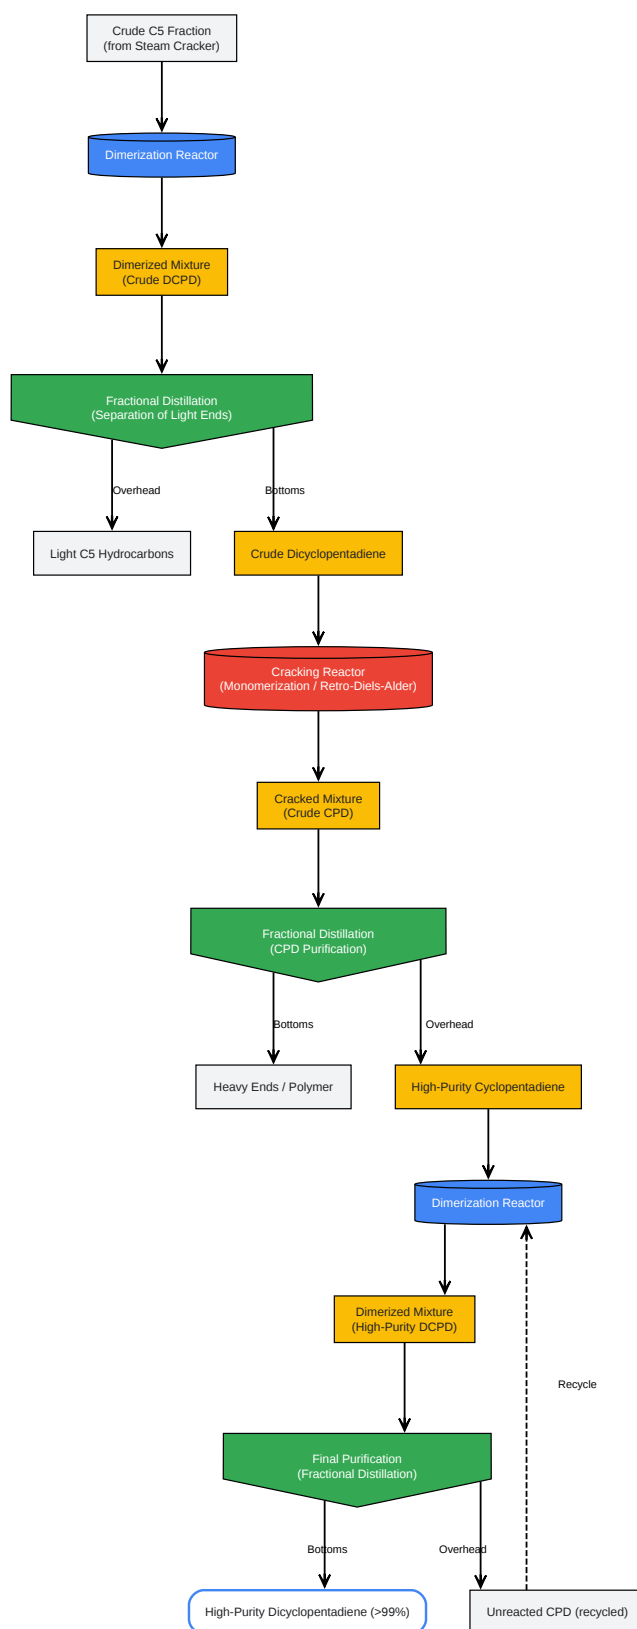 Crude C5 Fraction
(from Steam Cracker)
Dimerization Reactor
Dimerized Mixture
(Crude DCPD)
Fractional Distillation
(Separation of Light Ends)
Overhead
Bottoms
Light C5 Hydrocarbons
Crude Dicyclopentadiene
Cracking Reactor
(Monomerization / Retro-Diels-Alder)
Cracked Mixture
(Crude CPD)
Fractional Distillation
(CPD Purification)
Bottoms
Overhead
Heavy Ends / Polymer
High-Purity Cyclopentadiene
Dimerization Reactor
Dimerized Mixture
(High-Purity DCPD)
Recycle
Final Purification
(Fractional Distillation)
Bottoms
Overhead
High-Purity Dicyclopentadiene (>99%)
Unreacted CPD (recycled)